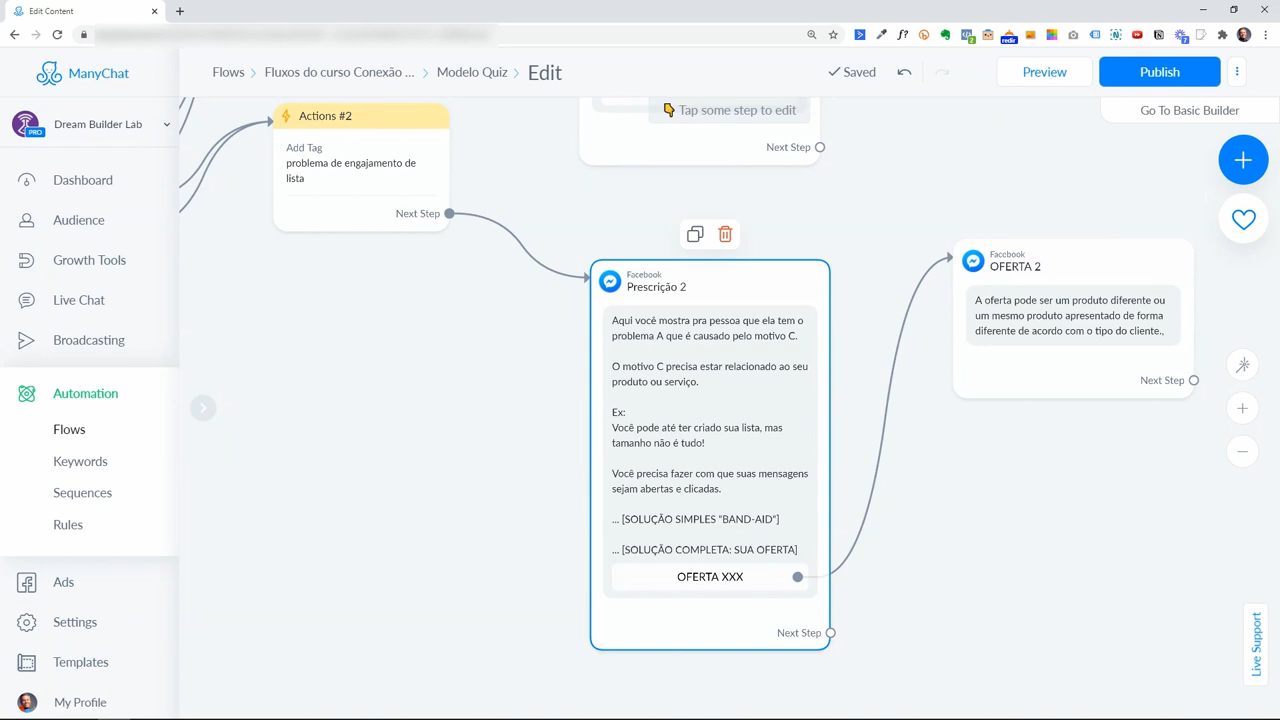 Edit Content
ManyChat
Flows
Fluxos do curso Conexão ...
Modelo Quiz
Edit
Saved
Preview
Publish
Go To Basic Builder
Dream Builder Lab
PRO
Dashboard
Audience
Growth Tools
Live Chat
Broadcasting
Automation
Flows
Keywords
Sequences
Rules
Ads
Settings
Templates
My Profile
Actions #2
Add Tag
problema de engajamento de
lista
Next Step
Tap some step to edit
Next Step
Facebook
Prescrição 2
Aqui você mostra pra pessoa que ela tem o
problema A que é causado pelo motivo C.
O motivo C precisa estar relacionado ao seu
produto ou serviço.
Ex:
Você pode até ter criado sua lista, mas
tamanho não é tudo!
Você precisa fazer com que suas mensagens
sejam abertas e clicadas.
... [SOLUÇÃO SIMPLES "BAND-AID"]
... [SOLUÇÃO COMPLETA: SUA OFERTA]
OFERTA XXX
Next Step
Facebook
OFERTA 2
A oferta pode ser um produto diferente ou
um mesmo produto apresentado de forma
diferente de acordo com o tipo do cliente.,
Next Step
Live Support